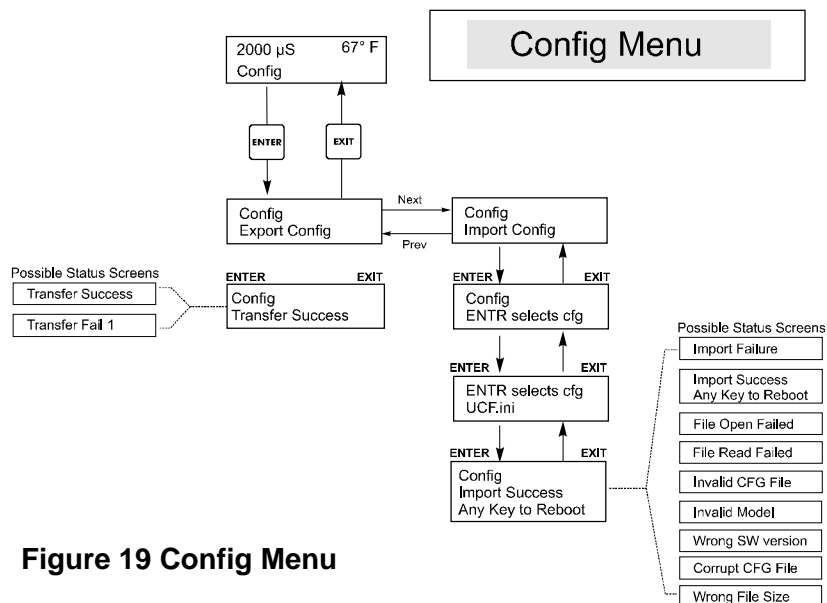 Config Menu
2000 µS 67° F
Config
ENTER EXIT
Config
Export Config
Next
Prev
Config
Import Config
Possible Status Screens
Transfer Success
Transfer Fail 1
ENTER EXIT
Config
Transfer Success
ENTER EXIT
Config
ENTR selects cfg
ENTER EXIT
ENTR selects cfg
UCF.ini
ENTER EXIT
Config
Import Success
Any Key to Reboot
Possible Status Screens
Import Failure
Import Success
Any Key to Reboot
File Open Failed
File Read Failed
Invalid CFG File
Invalid Model
Wrong SW version
Corrupt CFG File
Wrong File Size
Figure 19 Config Menu